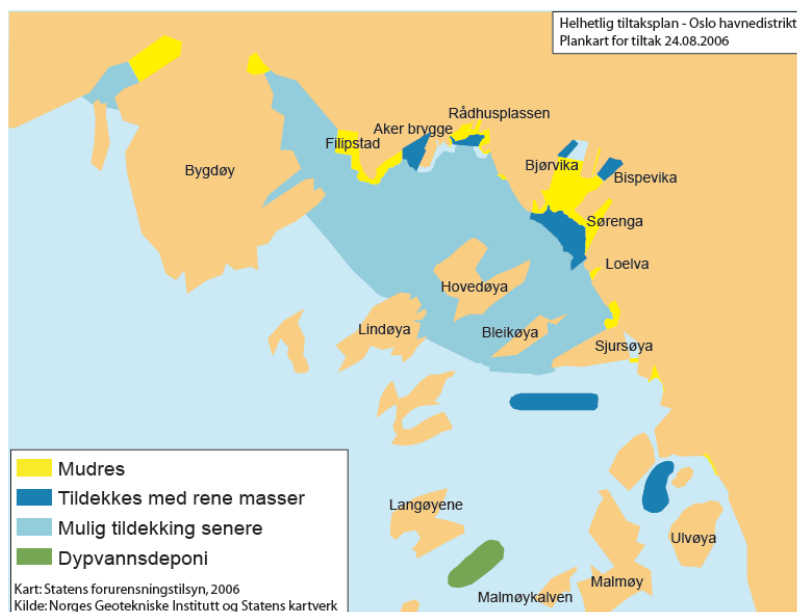 Helhetlig tiltaksplan - Oslo havnedistrikt
Plankart for tiltak 24.08.2006
Rådhusplassen
Aker brygge
Filipstad
Bjørvika
Bygdøy
Bispevika
Sørenga
Loelva
Hovedøya
Lindøya
Bleikøya
Sjursøya
Mudres
Tildekkes med rene masser
Mulig tildekking senere
Dypvannsdeponi
Langøyene
Ulvøya
Malmøy
Malmøykalven
Kart: Statens forurensningstilsyn, 2006
Kilde: Norges Geotekniske Institutt og Statens kartverk